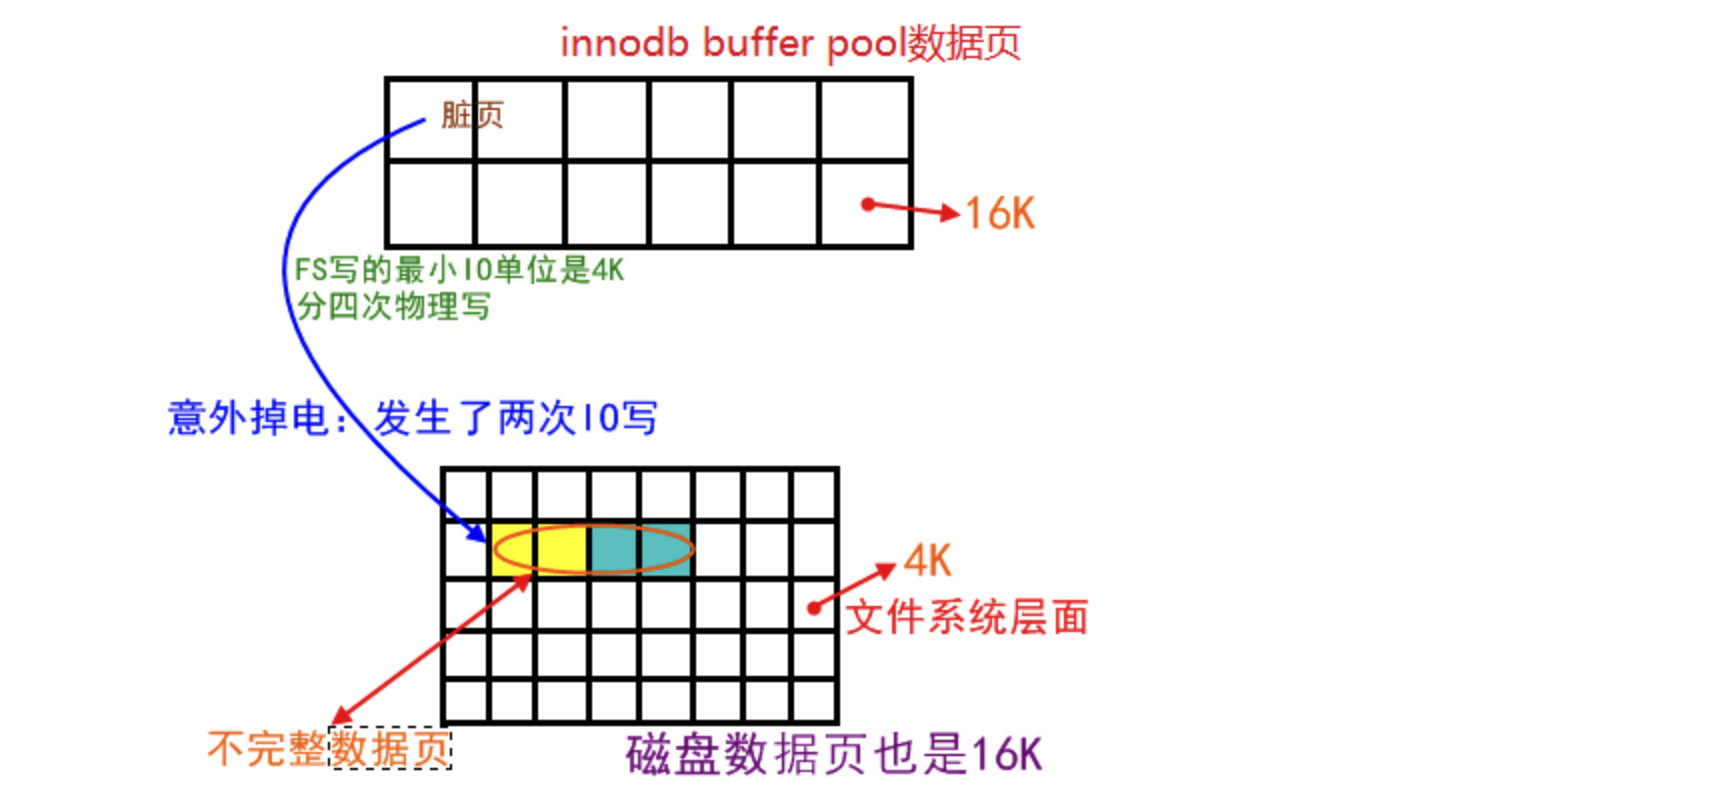 innodb buffer pool数据页
脏页
16K
FS写的最小IO单位是4K
分四次物理写
意外掉电：发生了两次IO写
4K
文件系统层面
不完整数据页
磁盘数据页也是16K